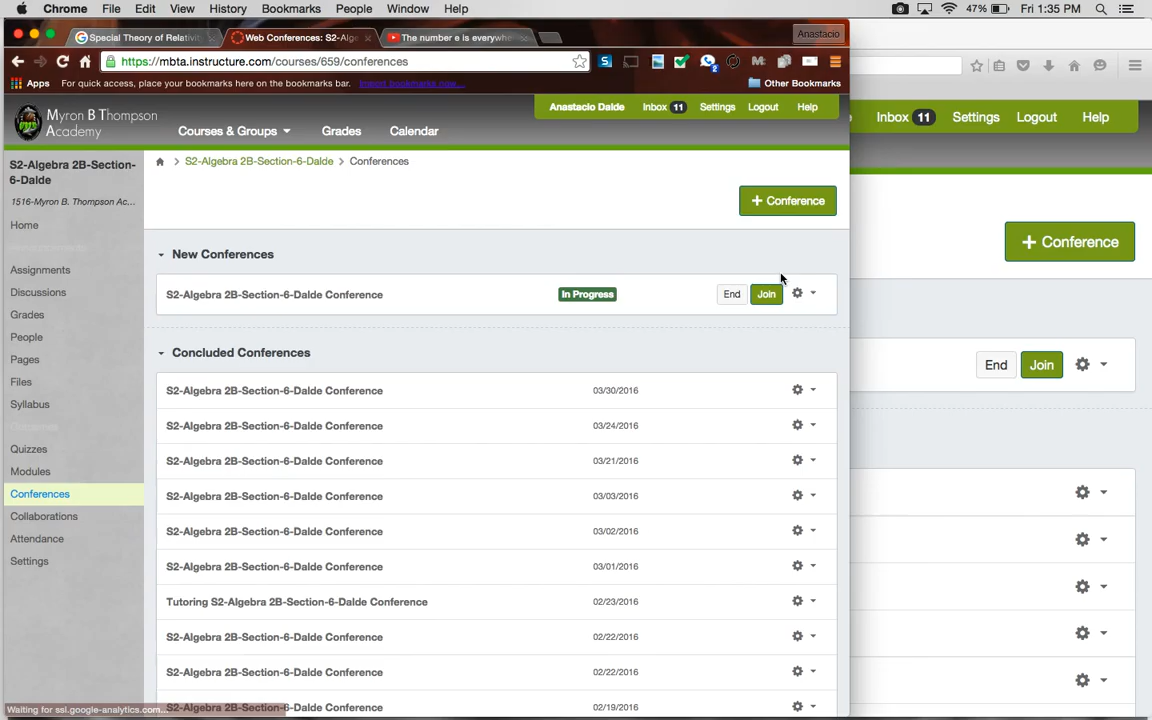 Chrome File Edit View History Bookmarks People Window Help 47% Fri 1:35 PM
Special Theory of Relativi Web Conferences: S2-Alg The number e is everywhe Anastacio
https://mbta.instructure.com/courses/659/conferences
Apps For quick access, place your bookmarks here on the bookmarks bar. Import bookmarks now... Other Bookmarks
Anastacio Dalde Inbox 11 Settings Logout Help
Inbox 11 Settings Logout Help
Myron B Thompson
Academy
Courses & Groups Grades Calendar
S2-Algebra 2B-Section-
6-Dalde
1516-Myron B. Thompson Ac...
S2-Algebra 2B-Section-6-Dalde > Conferences
+ Conference
+ Conference
Home
Assignments
Discussions
Grades
People
Pages
Files
Syllabus
Quizzes
Modules
Conferences
Collaborations
Attendance
Settings
New Conferences
S2-Algebra 2B-Section-6-Dalde Conference In Progress End Join
End Join
Concluded Conferences
S2-Algebra 2B-Section-6-Dalde Conference 03/30/2016
S2-Algebra 2B-Section-6-Dalde Conference 03/24/2016
S2-Algebra 2B-Section-6-Dalde Conference 03/21/2016
S2-Algebra 2B-Section-6-Dalde Conference 03/03/2016
S2-Algebra 2B-Section-6-Dalde Conference 03/02/2016
S2-Algebra 2B-Section-6-Dalde Conference 03/01/2016
Tutoring S2-Algebra 2B-Section-6-Dalde Conference 02/23/2016
S2-Algebra 2B-Section-6-Dalde Conference 02/22/2016
S2-Algebra 2B-Section-6-Dalde Conference 02/22/2016
S2-Algebra 2B-Section-6-Dalde Conference 02/19/2016
Waiting for ssl.google-analytics.com...